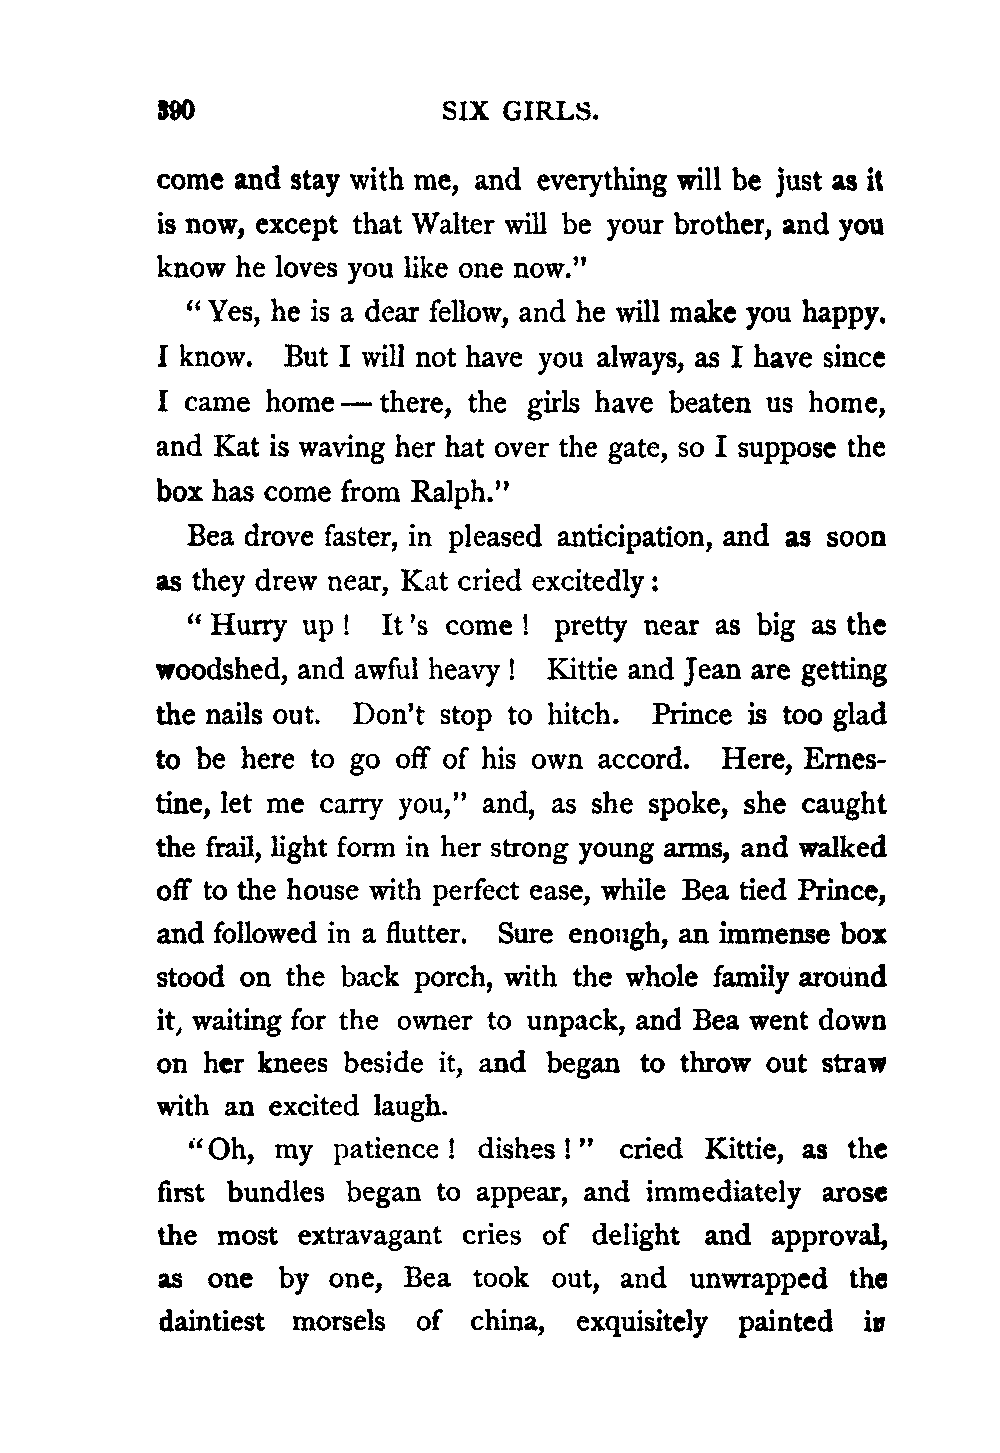 390 SIX GIRLS.
come and stay with me, and everything will be just as it
is now, except that Walter will be your brother, and you
know he loves you like one now."
"Yes, he is a dear fellow, and he will make you happy.
I know. But I will not have you always, as I have since
I came home — there, the girls have beaten us home,
and Kat is waving her hat over the gate, so I suppose the
box has come from Ralph."
Bea drove faster, in pleased anticipation, and as soon
as they drew near, Kat cried excitedly:
"Hurry up! It's come! pretty near as big as the
woodshed, and awful heavy! Kittie and Jean are getting
the nails out. Don't stop to hitch. Prince is too glad
to be here to go off of his own accord. Here, Ernes-
tine, let me carry you," and, as she spoke, she caught
the frail, light form in her strong young arms, and walked
off to the house with perfect ease, while Bea tied Prince,
and followed in a flutter. Sure enough, an immense box
stood on the back porch, with the whole family around
it, waiting for the owner to unpack, and Bea went down
on her knees beside it, and began to throw out straw
with an excited laugh.
"Oh, my patience! dishes!" cried Kittie, as the
first bundles began to appear, and immediately arose
the most extravagant cries of delight and approval,
as one by one, Bea took out, and unwrapped the
daintiest morsels of china, exquisitely painted in